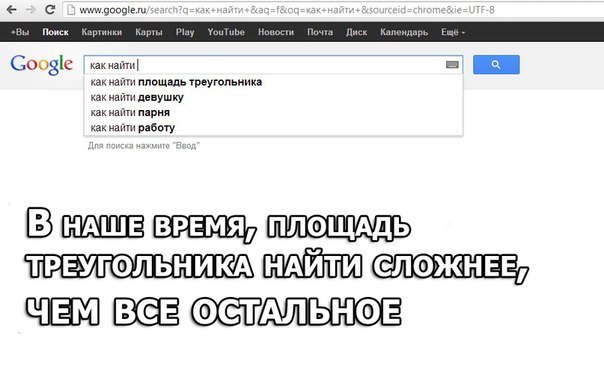 www.google.ru/search?q=как+найти+&aq=f&oq=как+найти+&sourceid=chrome&ie=UTF-8
+Вы Поиск Картинки Карты Play YouTube Новости Почта Диск Календарь Ещё
Google как найти
как найти площадь треугольника
как найти девушку
как найти парня
как найти работу
Для поиска нажмите "Ввод"
В НАШЕ ВРЕМЯ, ПЛОЩАДЬ
ТРЕУГОЛЬНИКА НАЙТИ СЛОЖНЕЕ,
ЧЕМ ВСЕ ОСТАЛЬНОЕ